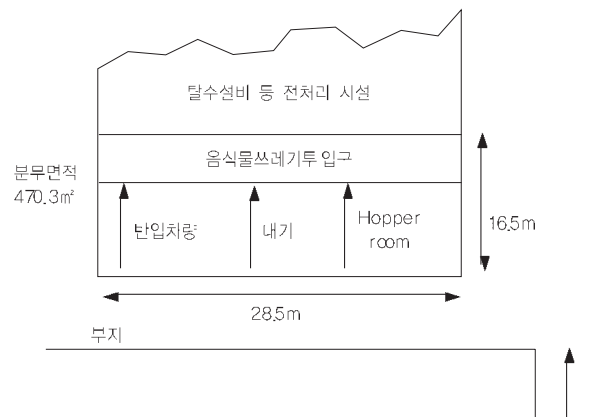 탈수설비 등 전처리 시설
음식물쓰레기투 입구
분무면적
470.3㎡
반입차량
내기
Hopper
room
16.5m
28.5m
부지